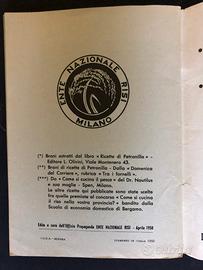 ENTE NAZIONALE RISI
MILANO
(*) Brani estratti dal libro « Ricette di Petronilla » -
Editore L. Olivini, Viale Montenero 43.
(**) Brani di ricette di Petronilla - Dalla « Domenica
del Corriere », rubrica « Tra i fornelli ».
(***) Da « Come si cucina il pesce » del Dr. Nautilus
e sua moglie - Spen, Milano.
Le altre ricette qui pubblicate sono state scelte
fra quelle premiate al concorso « Come si cucina il
riso nella vostra provincia? » bandito dalla
Scuola di economia domestica di Bergamo.
Edito a cura dell'Ufficio Propaganda ENTE NAZIONALE RISI - Aprile 1950